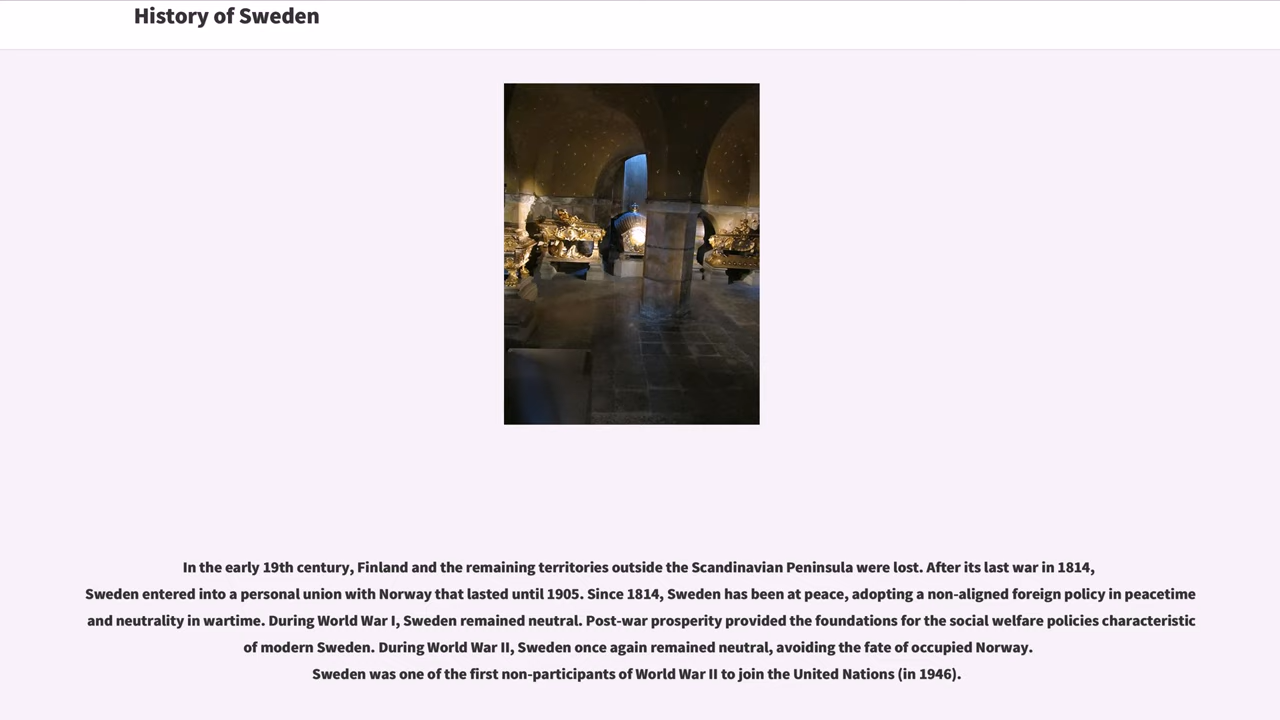 History of Sweden
In the early 19th century, Finland and the remaining territories outside the Scandinavian Peninsula were lost. After its last war in 1814,
Sweden entered into a personal union with Norway that lasted until 1905. Since 1814, Sweden has been at peace, adopting a non-aligned foreign policy in peacetime
and neutrality in wartime. During World War I, Sweden remained neutral. Post-war prosperity provided the foundations for the social welfare policies characteristic
of modern Sweden. During World War II, Sweden once again remained neutral, avoiding the fate of occupied Norway.
Sweden was one of the first non-participants of World War II to join the United Nations (in 1946).